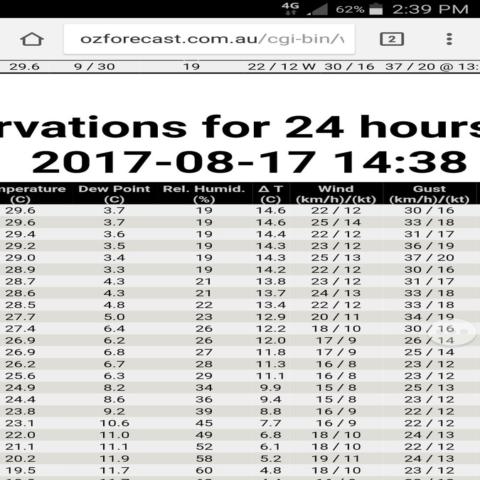 4G 62% 2:39 PM
ozforecast.com.au/cgi-bin/ 2
29.6 9 / 30 19 22 / 12 W 30 / 16 37 / 20 @ 13:
rvations for 24 hours
2017-08-17 14:38
nperature Dew Point Rel. Humid. Δ T Wind Gust
(C) (C) (%) (C) (km/h)/(kt) (km/h)/(kt)
29.6 3.7 19 14.6 22 / 12 30 / 16
29.6 3.7 19 14.6 25 / 14 33 / 18
29.4 3.6 19 14.4 22 / 12 31 / 17
29.2 3.5 19 14.3 23 / 12 36 / 19
29.0 3.4 19 14.3 25 / 13 37 / 20
28.9 3.3 19 14.2 22 / 12 30 / 16
28.7 4.3 21 13.8 23 / 12 31 / 17
28.6 4.3 21 13.7 24 / 13 33 / 18
28.5 4.8 22 13.4 22 / 12 33 / 18
27.7 5.0 23 12.9 20 / 11 34 / 19
27.4 6.4 26 12.2 18 / 10 30 / 16
26.9 6.2 26 12.0 17 / 9 26 / 14
26.9 6.8 27 11.8 17 / 9 25 / 14
26.2 6.7 28 11.3 16 / 8 23 / 12
25.6 6.3 29 11.1 16 / 8 23 / 12
24.9 8.2 34 9.9 15 / 8 25 / 13
24.4 8.6 36 9.4 15 / 8 23 / 12
23.8 9.2 39 8.8 16 / 9 22 / 12
23.1 10.6 45 7.7 16 / 9 22 / 12
22.0 11.0 49 6.8 18 / 10 24 / 13
21.1 11.1 52 6.1 18 / 10 22 / 12
20.2 11.9 58 5.2 19 / 11 24 / 13
19.5 11.7 60 4.8 18 / 10 23 / 12